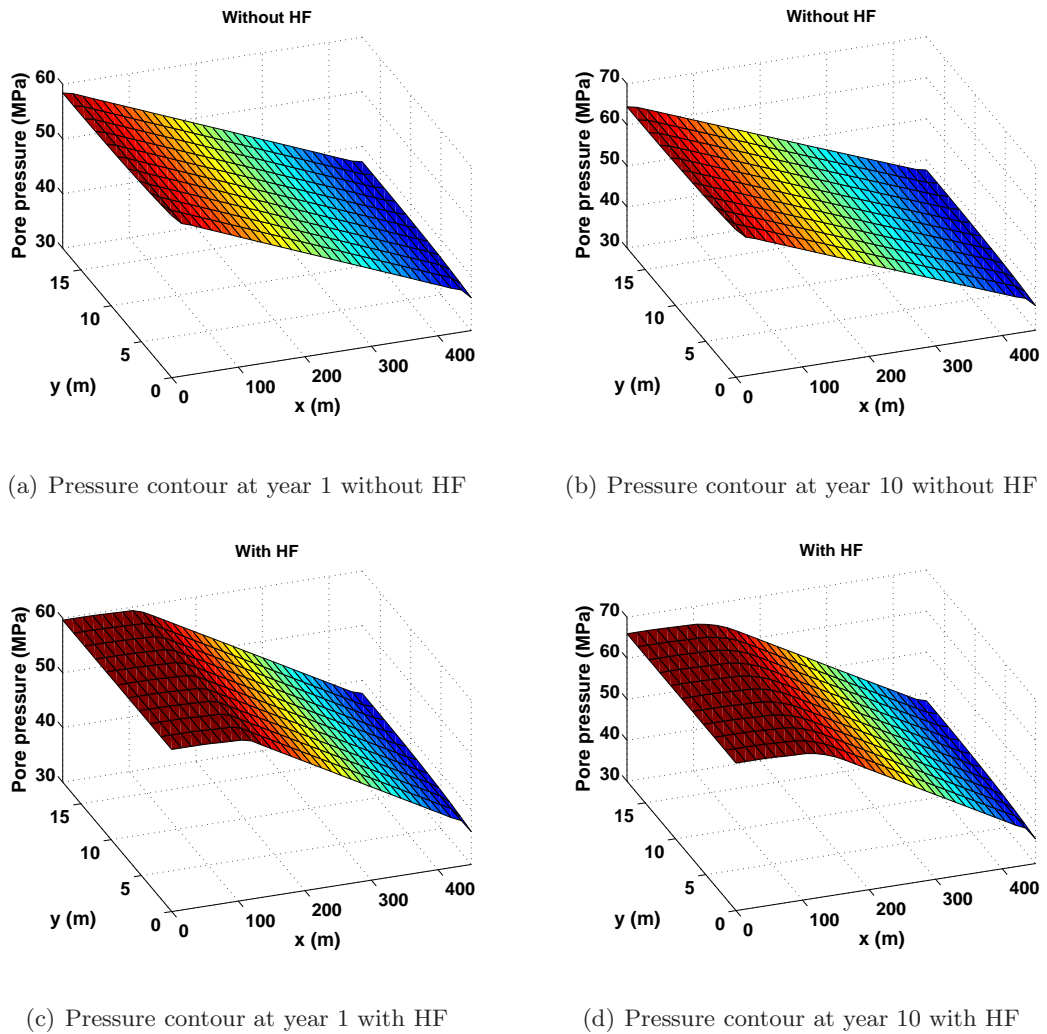 Without HF
60
50
40
30
Pore pressure (MPa)
15
10
5
0
y (m)
0
100
200
300
400
x (m)
(a) Pressure contour at year 1 without HF
Without HF
70
60
50
40
30
Pore pressure (MPa)
15
10
5
0
y (m)
0
100
200
300
400
x (m)
(b) Pressure contour at year 10 without HF
With HF
60
50
40
30
Pore pressure (MPa)
15
10
5
0
y (m)
0
100
200
300
400
x (m)
(c) Pressure contour at year 1 with HF
With HF
70
60
50
40
30
Pore pressure (MPa)
15
10
5
0
y (m)
0
100
200
300
400
x (m)
(d) Pressure contour at year 10 with HF